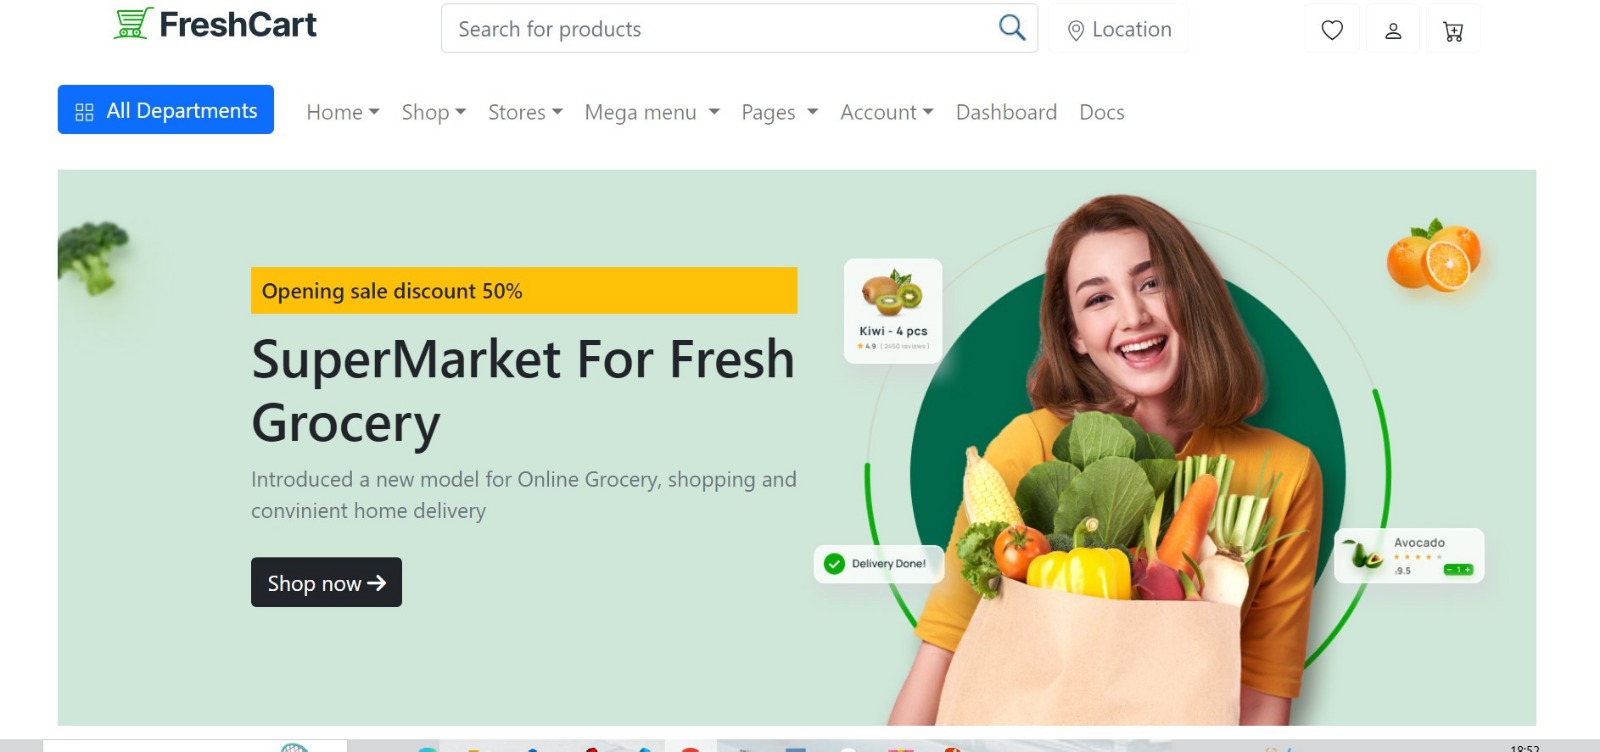 FreshCart
Search for products
Location
All Departments
Home
Shop
Stores
Mega menu
Pages
Account
Dashboard
Docs
Opening sale discount 50%
SuperMarket For Fresh
Grocery
Introduced a new model for Online Grocery, shopping and
convinient home delivery
Shop now
Kiwi - 4 pcs
4.9 (2450 reviews)
Delivery Done!
Avocado
9.5
- 1 +